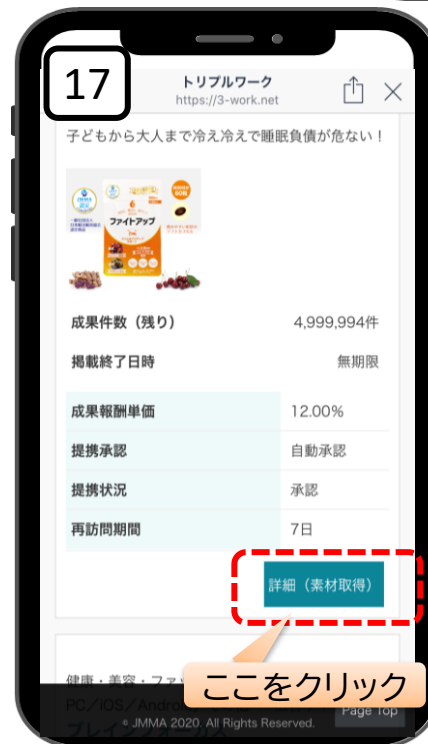 17
トリプルワーク
https://3-work.net
子どもから大人まで冷え冷えで睡眠負債が危ない！
JMMA
ファイトアップ
成果件数（残り） 4,999,994件
掲載終了日時 無期限
成果報酬単価 12.00%
提携承認 自動承認
提携状況 承認
再訪問期間 7日
詳細（素材取得）
ここをクリック
健康・美容・ファッ
PC／iOS／Android
© JMMA 2020. All Rights Reserved.
Page Top